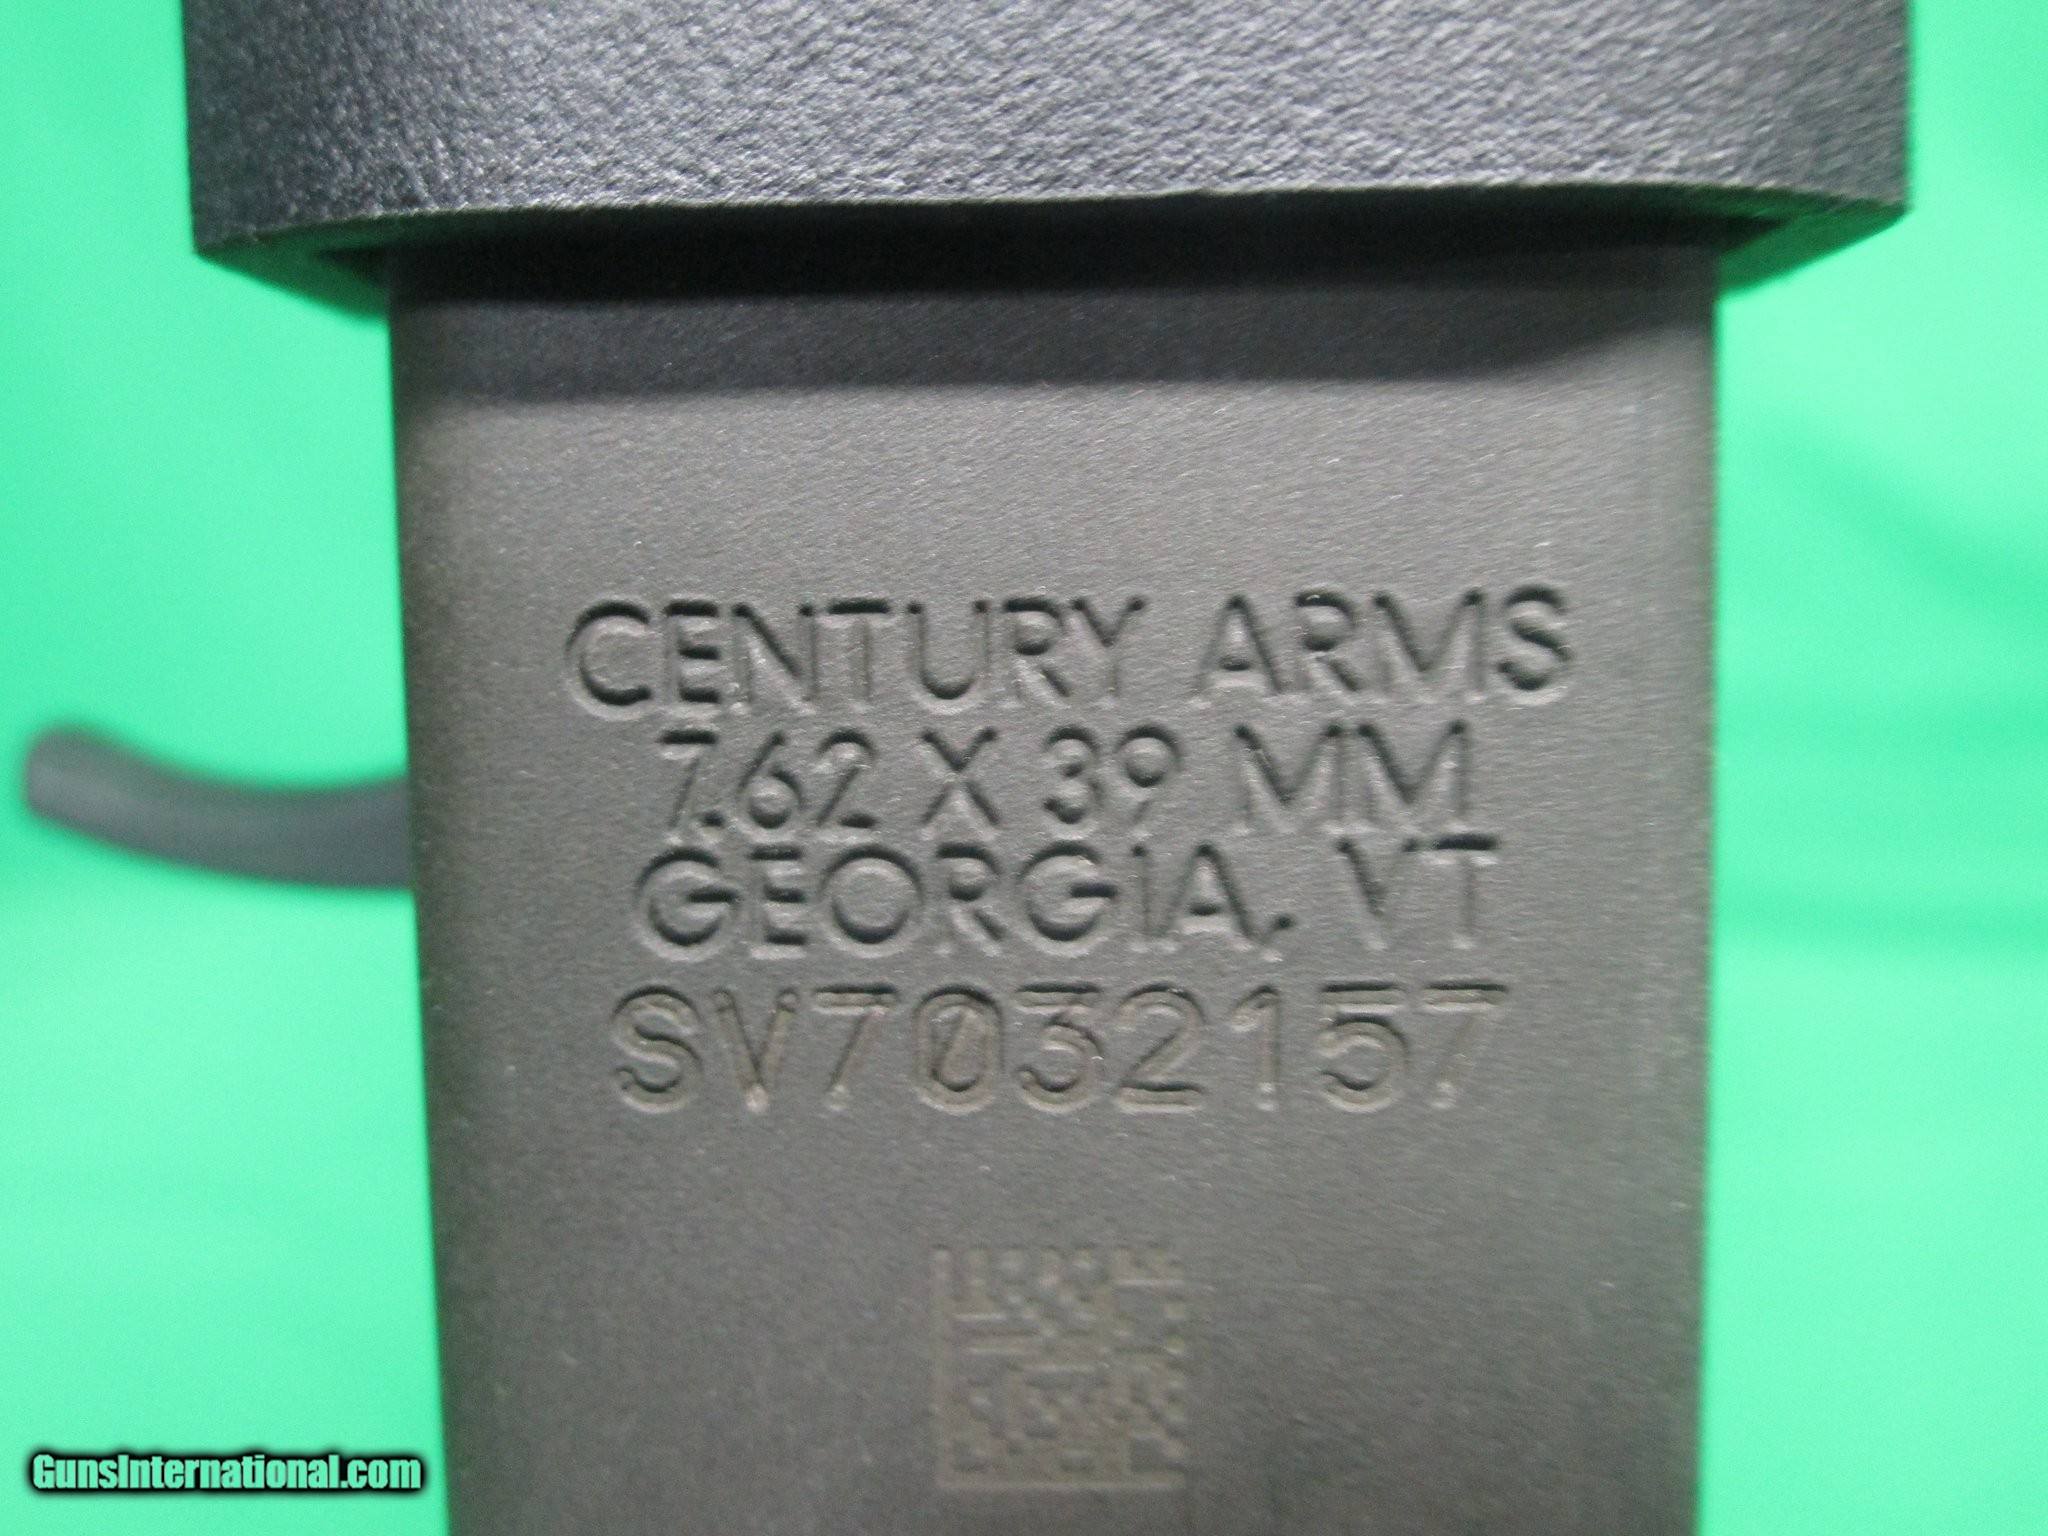 CENTURY ARMS
7.62 X 39 MM
GEORGIA, VT
SV7032157
GunsInternational.com